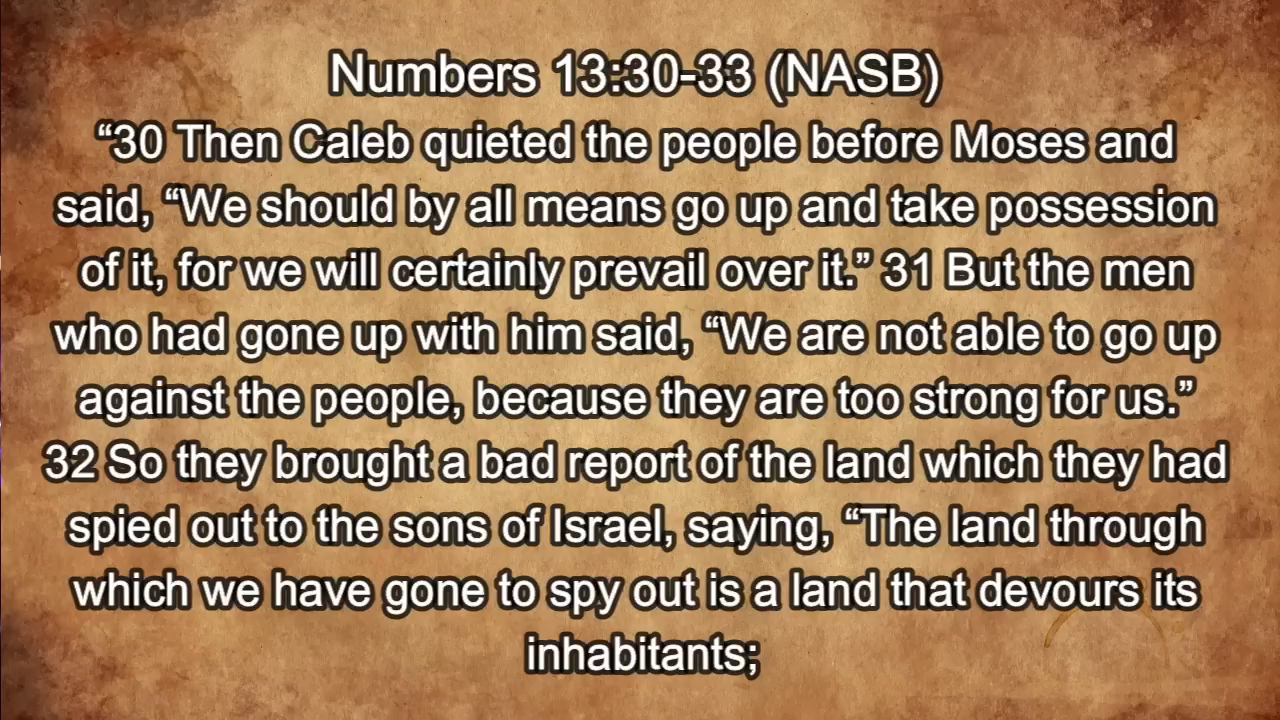 Numbers 13:30-33 (NASB)
“30 Then Caleb quieted the people before Moses and
said, “We should by all means go up and take possession
of it, for we will certainly prevail over it.” 31 But the men
who had gone up with him said, “We are not able to go up
against the people, because they are too strong for us.”
32 So they brought a bad report of the land which they had
spied out to the sons of Israel, saying, “The land through
which we have gone to spy out is a land that devours its
inhabitants;